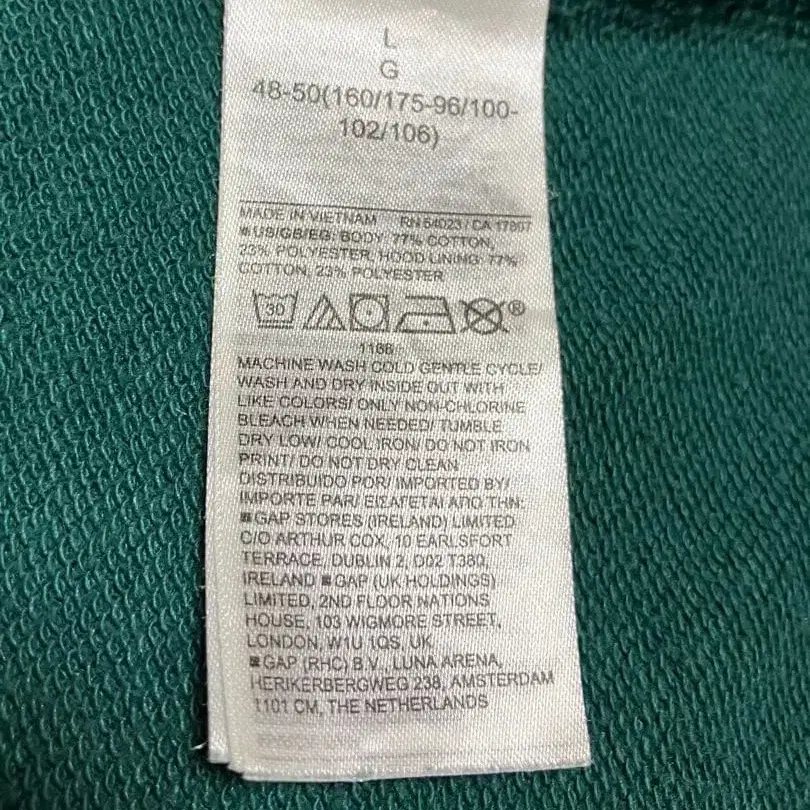 L
G
48-50(160/175-96/100-
102/106)
MADE IN VIETNAM RN 54023 / CA 17897
US/GB/EG: BODY: 77% COTTON,
23% POLYESTER, HOOD LINING: 77%
COTTON, 23% POLYESTER
30
1166
MACHINE WASH COLD GENTLE CYCLE/
WASH AND DRY INSIDE OUT WITH
LIKE COLORS/ ONLY NON-CHLORINE
BLEACH WHEN NEEDED/ TUMBLE
DRY LOW/ COOL IRON/ DO NOT IRON
PRINT/ DO NOT DRY CLEAN
DISTRIBUIDO POR/ IMPORTED BY/
IMPORTE PAR/ ΕΙΣΑΓΕΤΑΙ ΑΠΟ ΤΗΝ:
GAP STORES (IRELAND) LIMITED
C/O ARTHUR COX, 10 EARLSFORT
TERRACE, DUBLIN 2, D02 T380,
IRELAND GAP (UK HOLDINGS)
LIMITED, 2ND FLOOR NATIONS
HOUSE, 103 WIGMORE STREET,
LONDON, W1U 1QS, UK
GAP (RHC) B.V., LUNA ARENA,
HERIKERBERGWEG 238, AMSTERDAM
1101 CM, THE NETHERLANDS